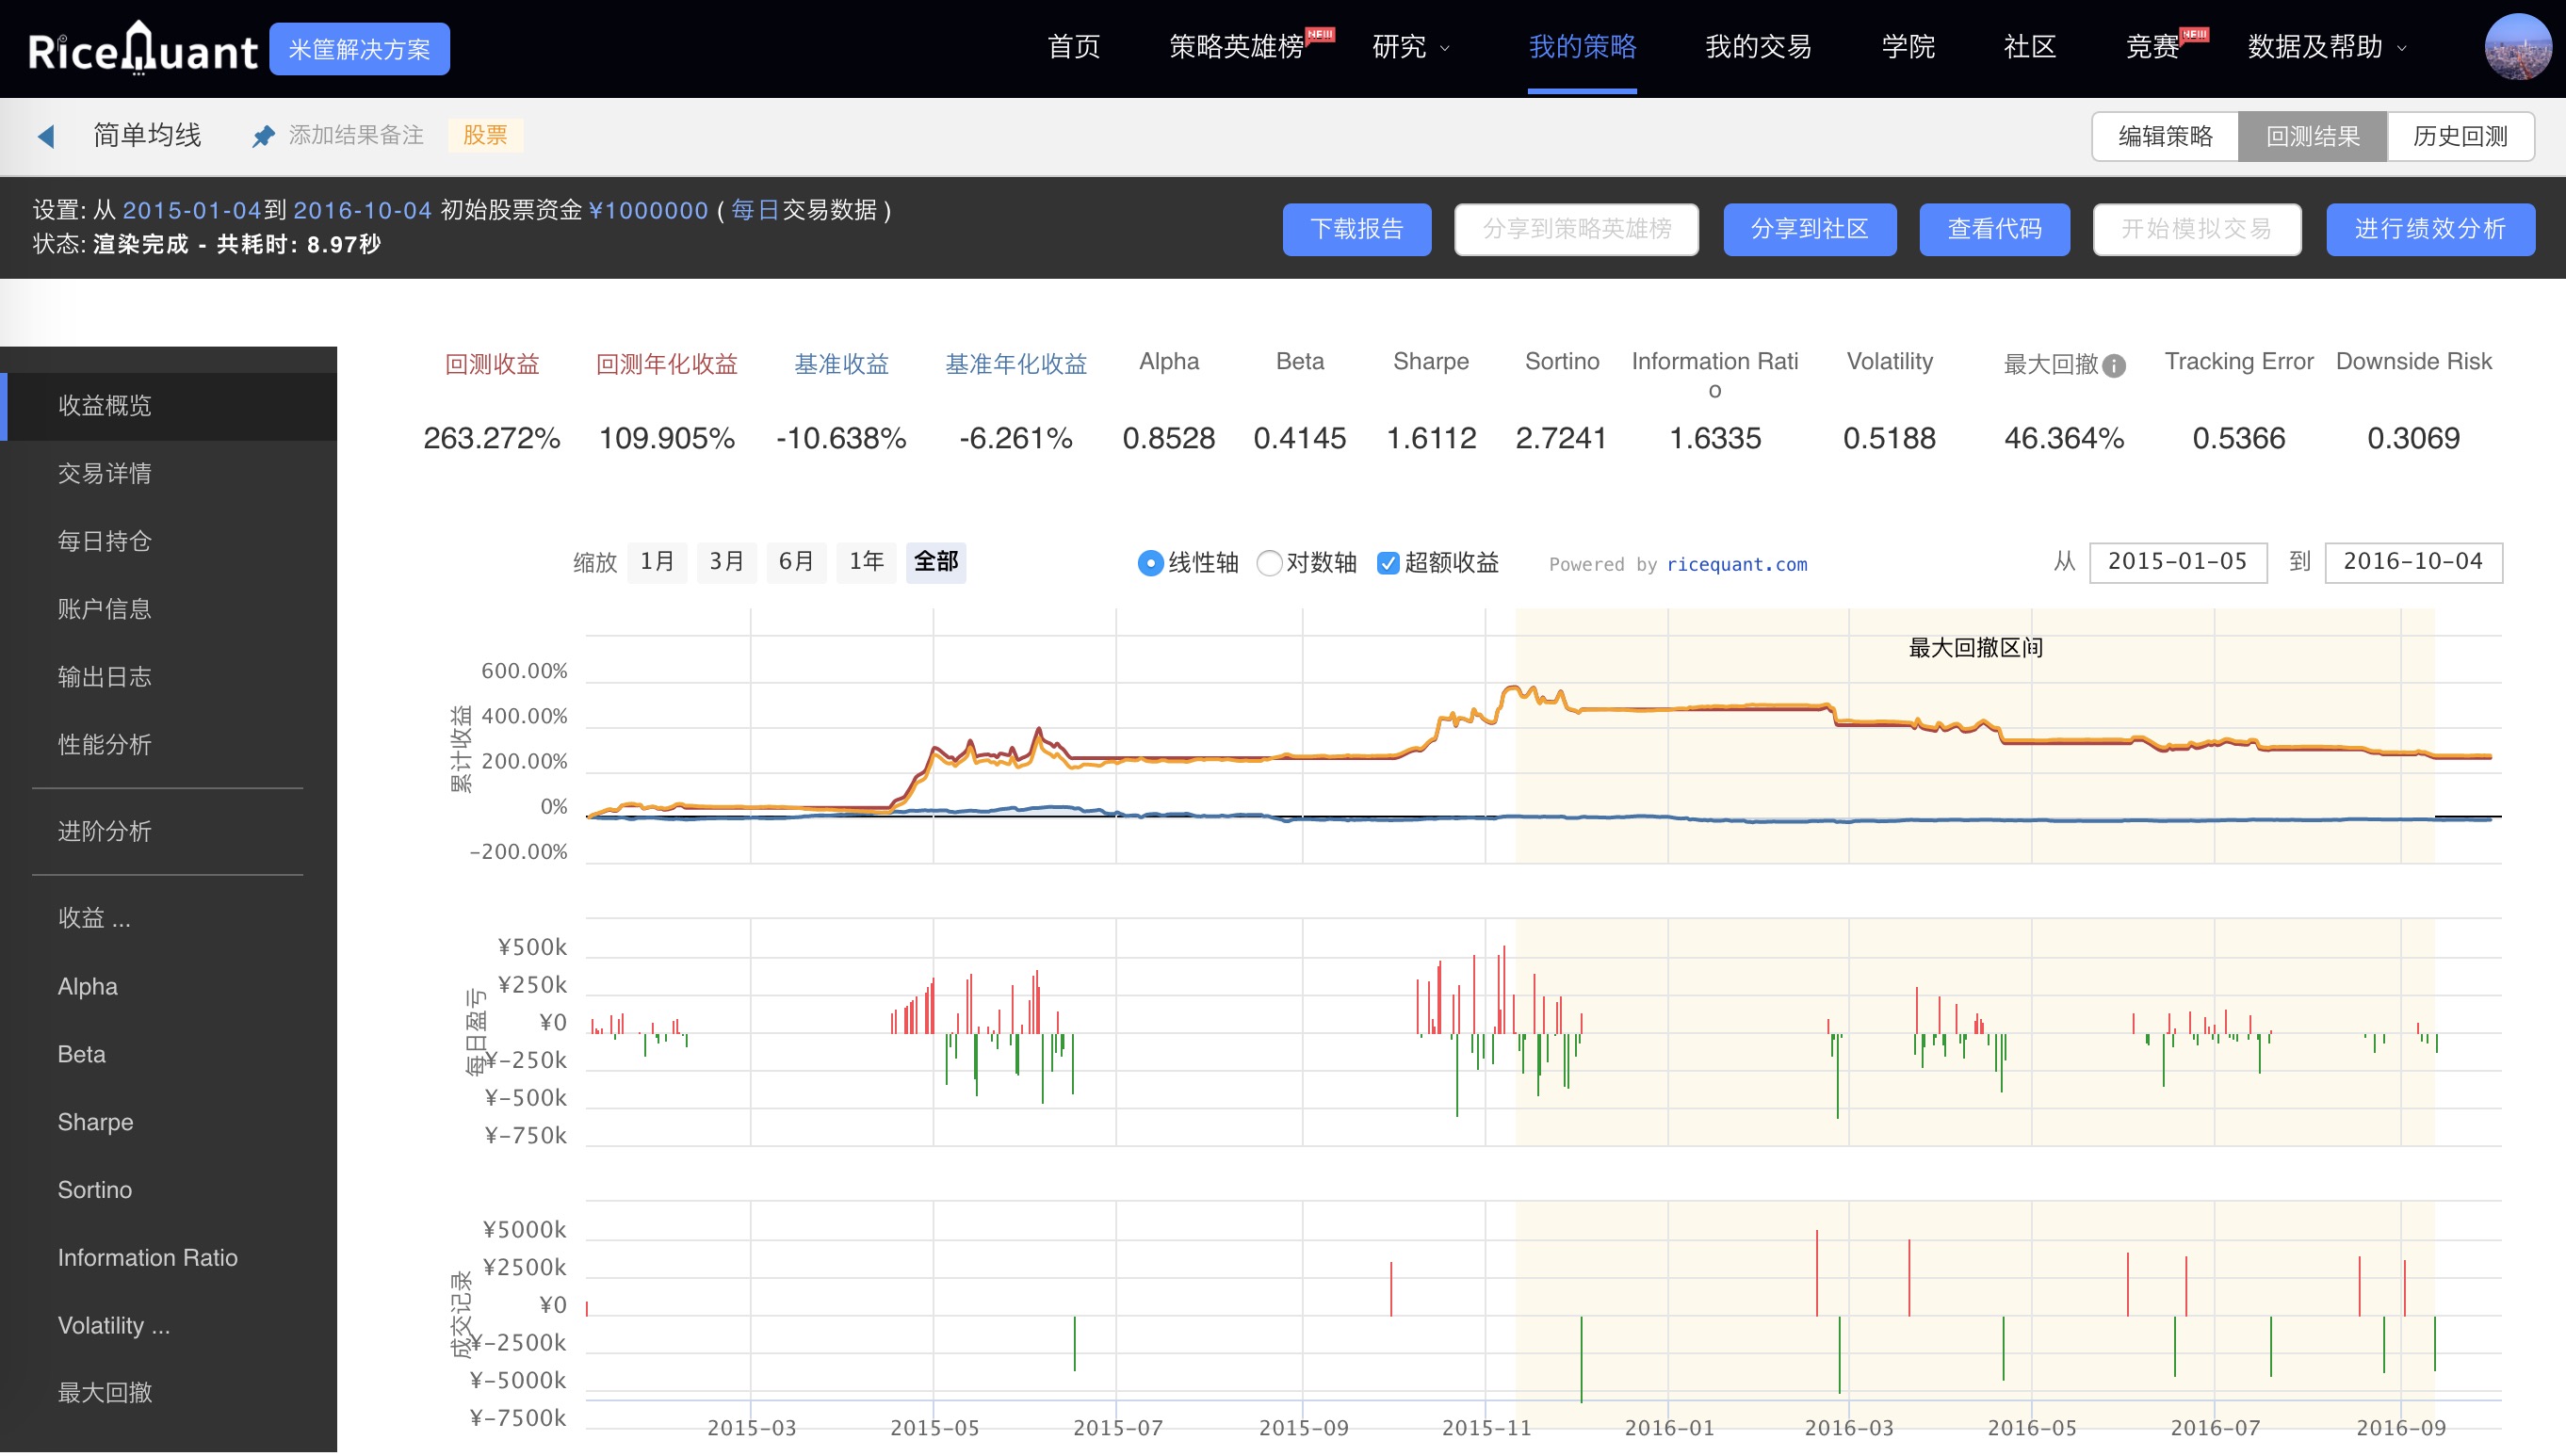 RiceQuant 米筐解决方案 首页 策略英雄榜 NEW 研究 我的策略 我的交易 学院 社区 竞赛 NEW 数据及帮助
简单均线 添加结果备注 股票 编辑策略 回测结果 历史回测
设置: 从 2015-01-04到 2016-10-04 初始股票资金 ¥1000000 ( 每日交易数据 )
状态: 渲染完成 - 共耗时: 8.97秒
下载报告 分享到策略英雄榜 分享到社区 查看代码 开始模拟交易 进行绩效分析
收益概览
交易详情
每日持仓
账户信息
输出日志
性能分析
进阶分析
收益 ...
Alpha
Beta
Sharpe
Sortino
Information Ratio
Volatility ...
最大回撤
回测收益 回测年化收益 基准收益 基准年化收益 Alpha Beta Sharpe Sortino Information Rati
o Volatility 最大回撤 Tracking Error Downside Risk
263.272% 109.905% -10.638% -6.261% 0.8528 0.4145 1.6112 2.7241 1.6335 0.5188 46.364% 0.5366 0.3069
缩放 1月 3月 6月 1年 全部 线性轴 对数轴 超额收益 Powered by ricequant.com 从 2015-01-05 到 2016-10-04
最大回撤区间
累计收益
600.00%
400.00%
200.00%
0%
-200.00%
每日盈亏
¥500k
¥250k
¥0
¥-250k
¥-500k
¥-750k
成交记录
¥5000k
¥2500k
¥0
¥-2500k
¥-5000k
¥-7500k
2015-03 2015-05 2015-07 2015-09 2015-11 2016-01 2016-03 2016-05 2016-07 2016-09